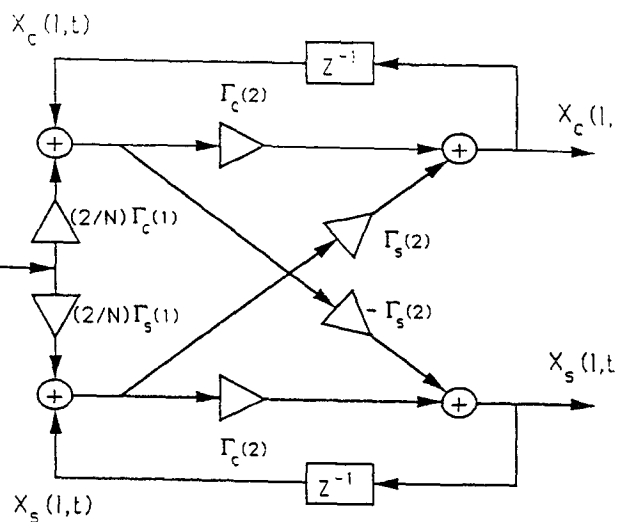 X_c(1,t)
Z⁻¹
Γ_c(2)
+
+
X_c(1,
(2/N)Γ_c(1)
Γ_s(2)
(2/N)Γ_s(1)
-Γ_s(2)
X_s(1,t
+
+
Γ_c(2)
Z⁻¹
X_s(1,t)